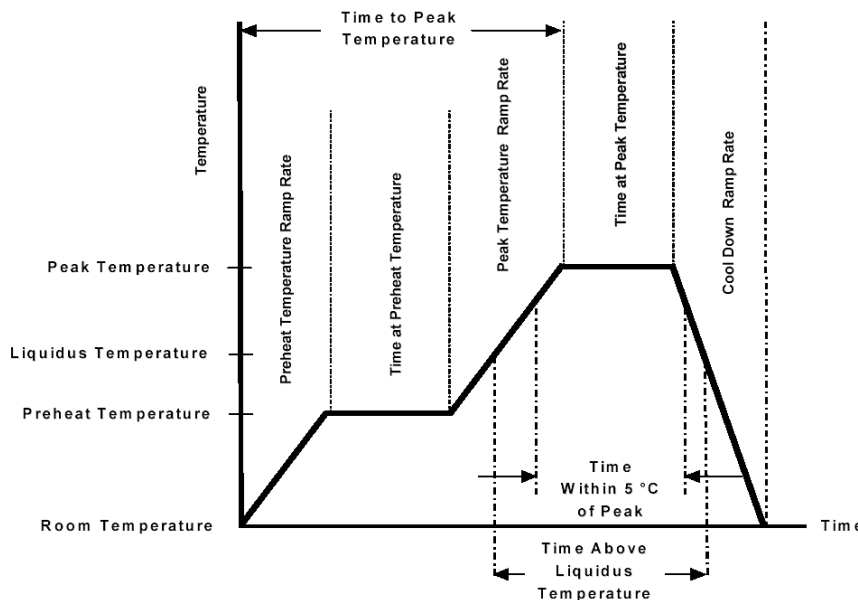 Time to Peak
Temperature
Temperature
Preheat Temperature Ramp Rate
Time at Preheat Temperature
Peak Temperature Ramp Rate
Time at Peak Temperature
Cool Down Ramp Rate
Peak Temperature
Liquidus Temperature
Preheat Temperature
Room Temperature
Time
Within 5 °C
of Peak
Time
Time Above
Liquidus
Temperature